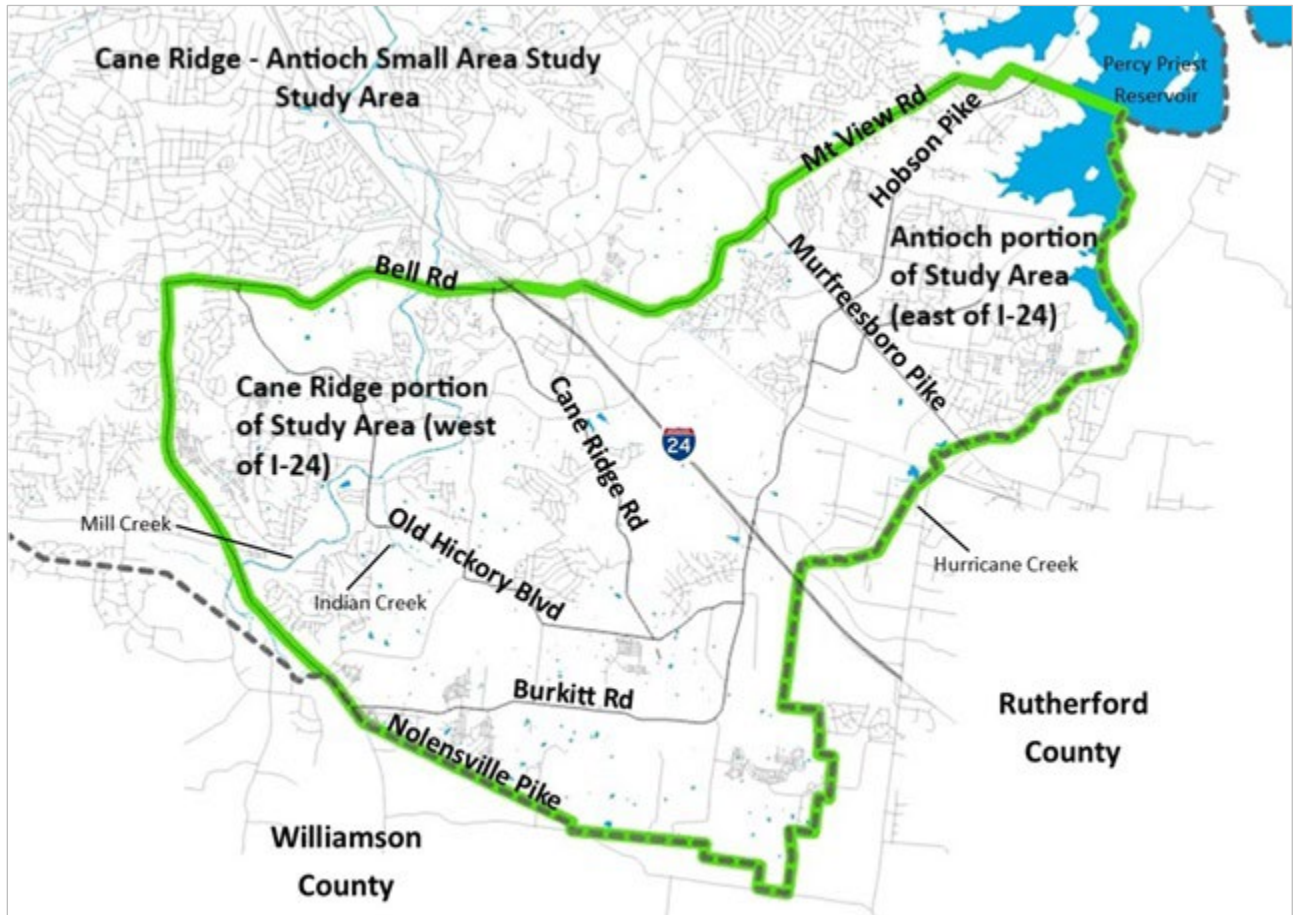 Cane Ridge - Antioch Small Area Study
Study Area
Percy Priest
Reservoir
Mt View Rd
Hobson Pike
Bell Rd
Murfreesboro Pike
Antioch portion
of Study Area
(east of I-24)
Cane Ridge portion
of Study Area (west
of I-24)
Cane Ridge Rd
24
Mill Creek
Old Hickory Blvd
Indian Creek
Hurricane Creek
Burkitt Rd
Nolensville Pike
Rutherford
County
Williamson
County